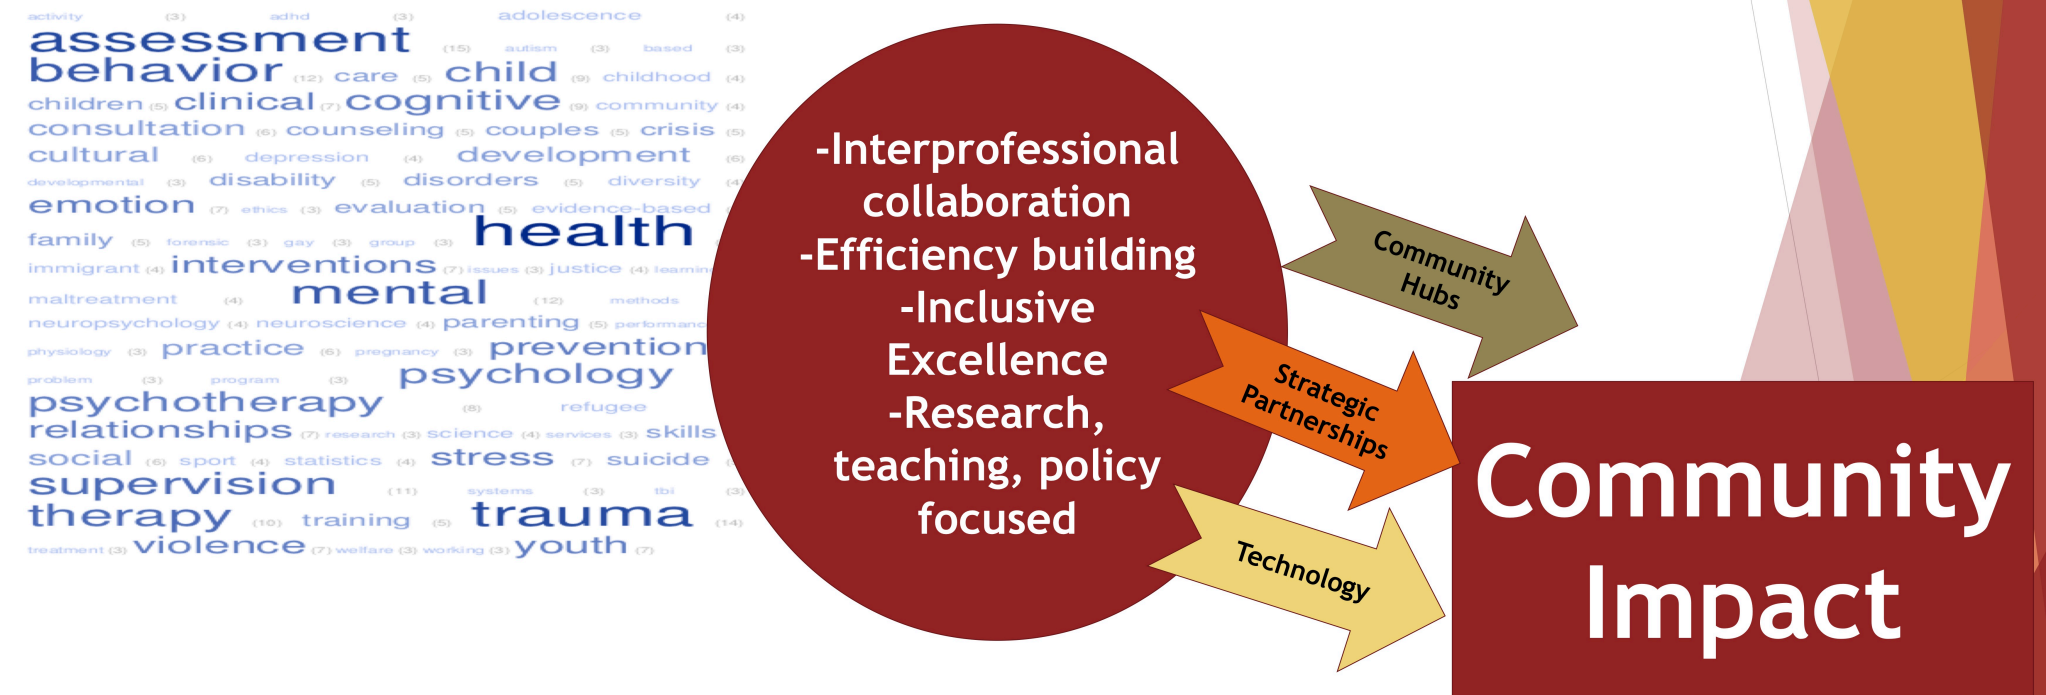 activity (3) adhd (3) adolescence (4)
assessment (15) autism (3) based (3)
behavior (12) care (5) child (9) childhood (4)
children (5) clinical (7) cognitive (9) community (4)
consultation (6) counseling (5) couples (5) crisis (5)
cultural (6) depression (4) development (6)
developmental (3) disability (5) disorders (5) diversity (4)
emotion (7) ethics (3) evaluation (5) evidence-based
family (5) forensic (3) gay (3) group (3) health
immigrant (4) interventions (7) issues (3) justice (4)
maltreatment (4) mental (12) methods
neuropsychology (4) neuroscience (4) parenting (5)
physiology (3) practice (6) pregnancy (3) prevention
problem (3) program (3) psychology
psychotherapy (8) refugee
relationships (7) research (3) science (4) services (3) skills
social (6) sport (4) statistics (4) stress (7) suicide
supervision (11) systems (3) tbi (3)
therapy (10) training (5) trauma (14)
treatment (3) violence (7) welfare (3) working (3) youth (7)
-Interprofessional
collaboration
-Efficiency building
-Inclusive
Excellence
-Research,
teaching, policy
focused
Community
Hubs
Strategic
Partnerships
Technology
Community
Impact